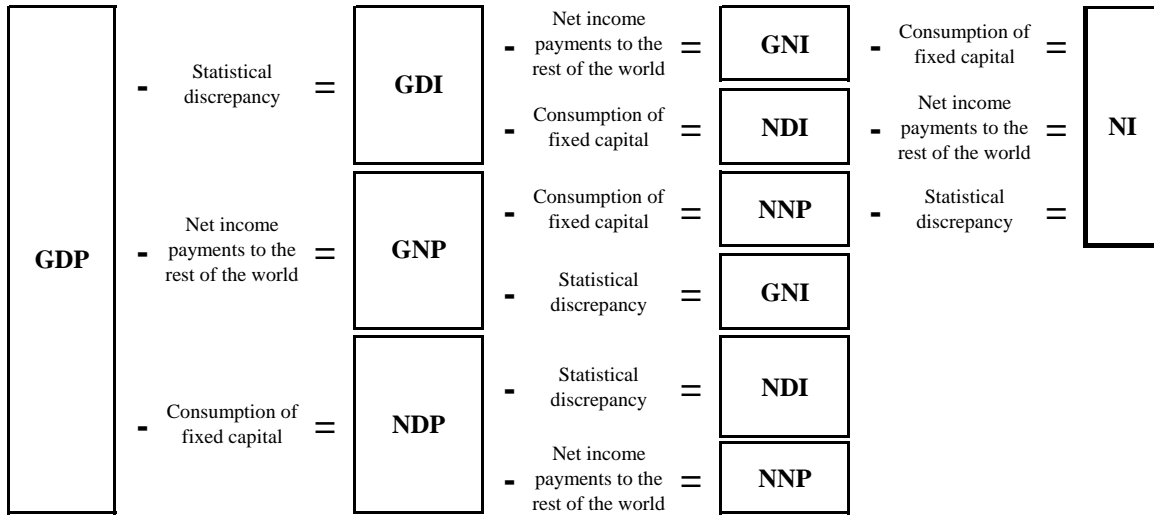 Net income
payments to the
rest of the world
-
=
GNI
-
Consumption of
fixed capital
=
-
Statistical
discrepancy
=
GDI
-
Consumption of
fixed capital
=
NDI
-
Net income
payments to the
rest of the world
=
NI
GDP
-
Net income
payments to the
rest of the world
=
GNP
-
Consumption of
fixed capital
=
NNP
-
Statistical
discrepancy
=
-
Statistical
discrepancy
=
GNI
-
Consumption of
fixed capital
=
NDP
-
Statistical
discrepancy
=
NDI
-
Net income
payments to the
rest of the world
=
NNP